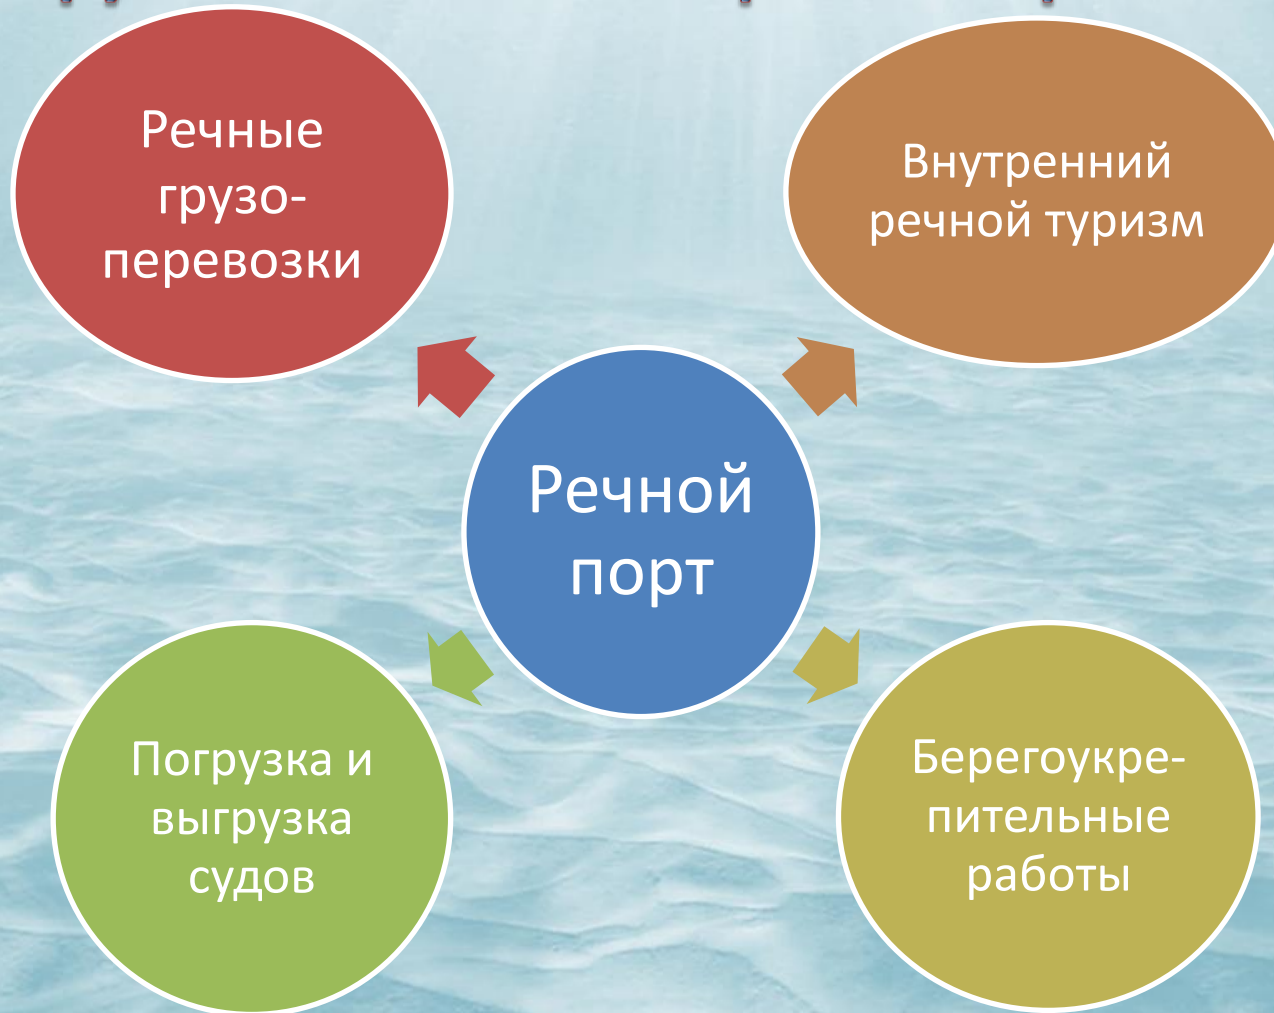 Речные
грузо-
перевозки
Внутренний
речной туризм
Речной
порт
Погрузка и
выгрузка
судов
Берегоукре-
пительные
работы